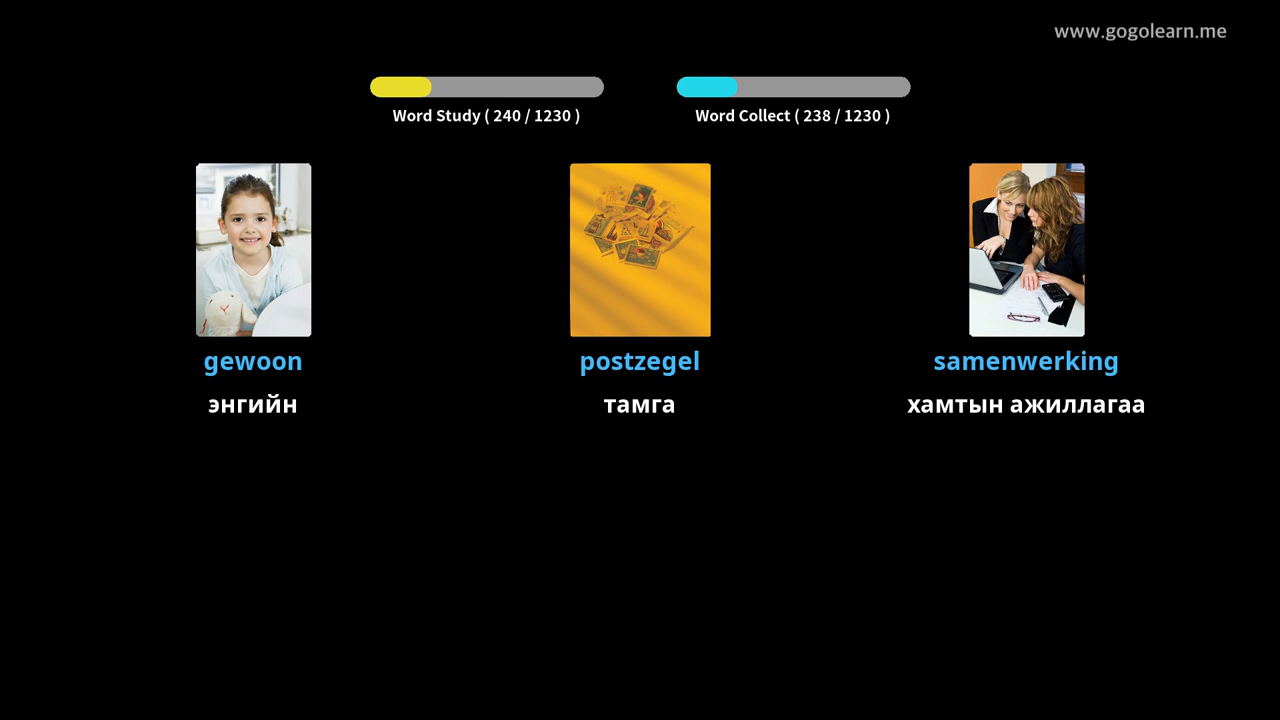 www.gogolearn.me
Word Study ( 240 / 1230 )
Word Collect ( 238 / 1230 )
gewoon
postzegel
samenwerking
энгийн
тамга
хамтын ажиллагаа